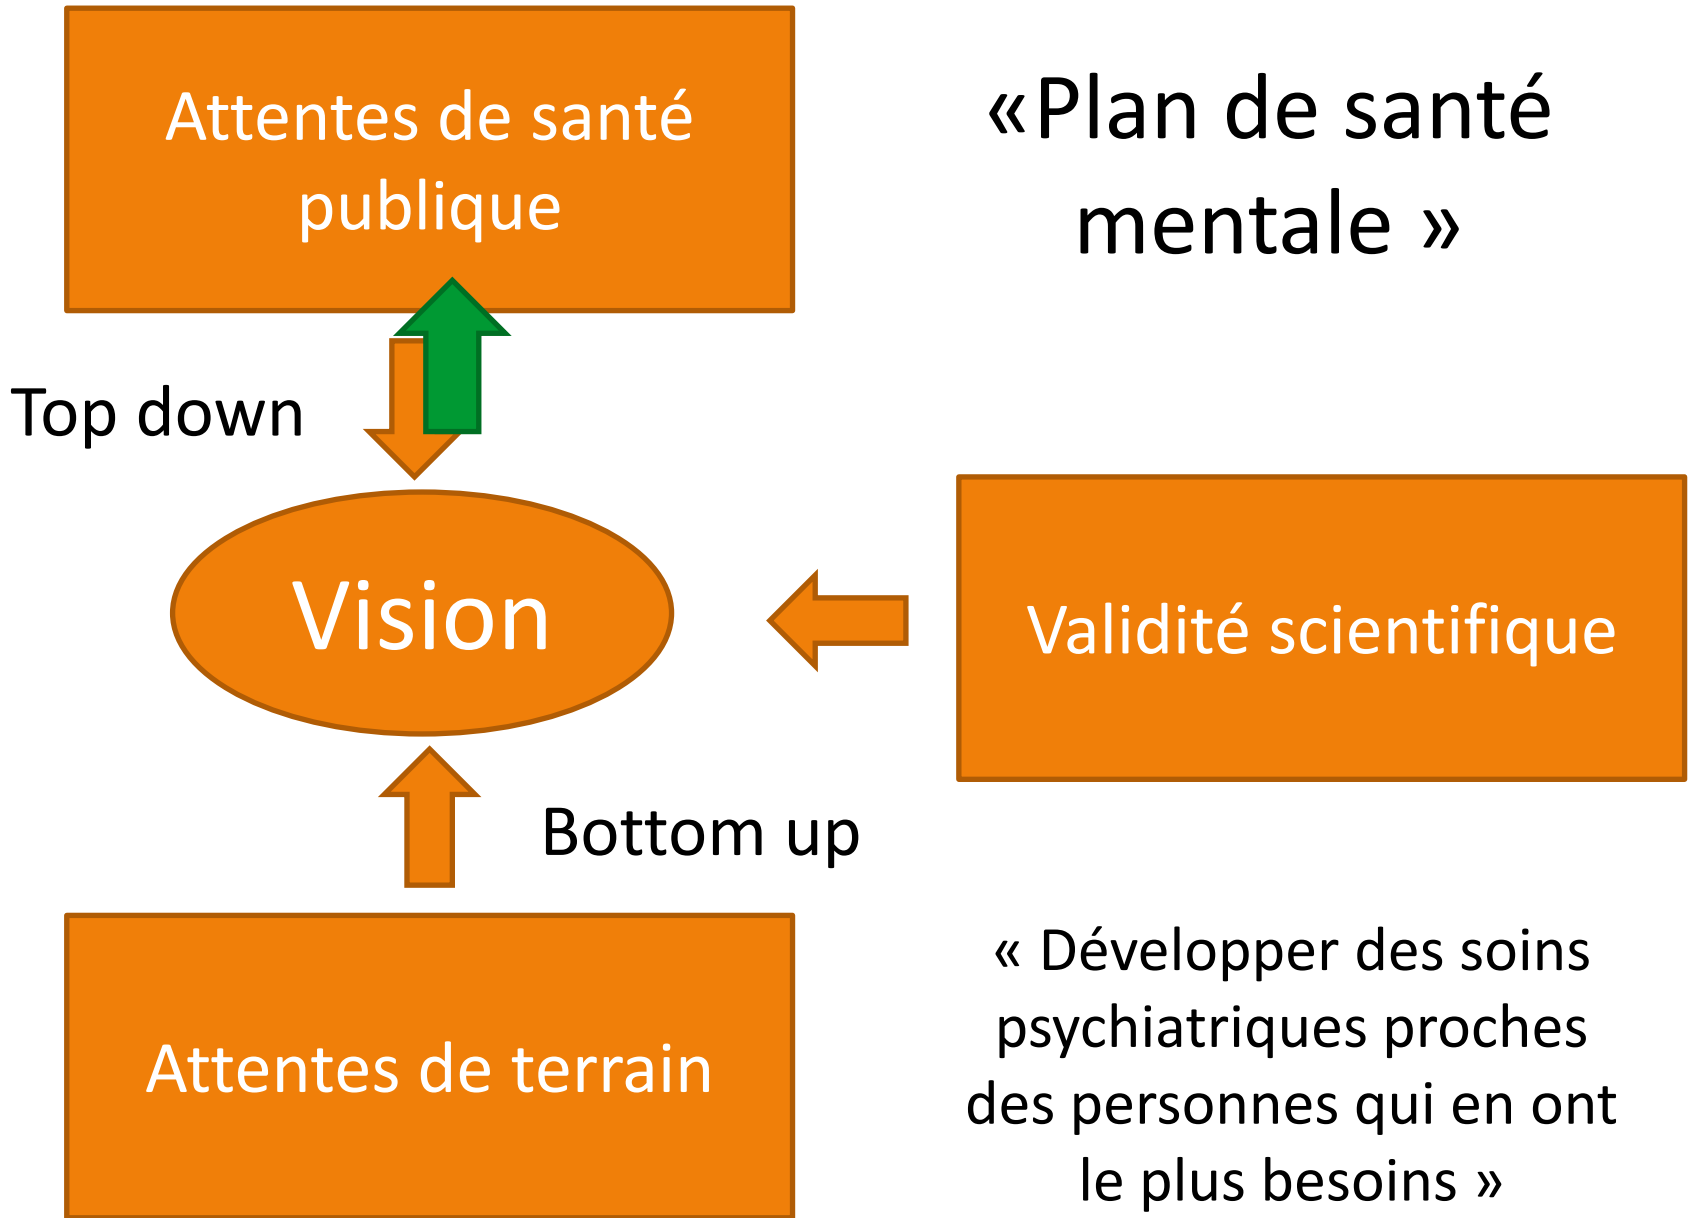 Attentes de santé
publique
«Plan de santé
mentale »
Top down
Vision
Validité scientifique
Bottom up
Attentes de terrain
« Développer des soins
psychiatriques proches
des personnes qui en ont
le plus besoins »